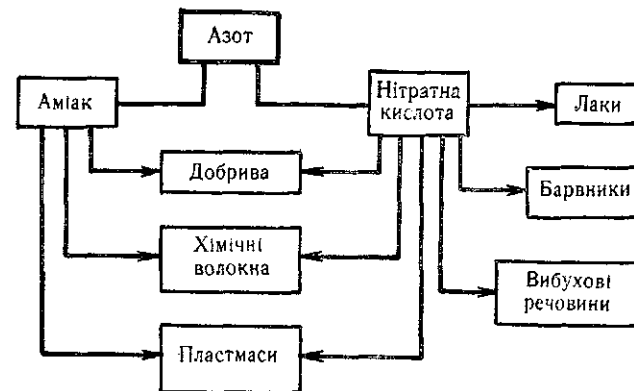 Азот
Аміак
Нітратна
кислота
Лаки
Добрива
Барвники
Хімічні
волокна
Вибухові
речовини
Пластмаси